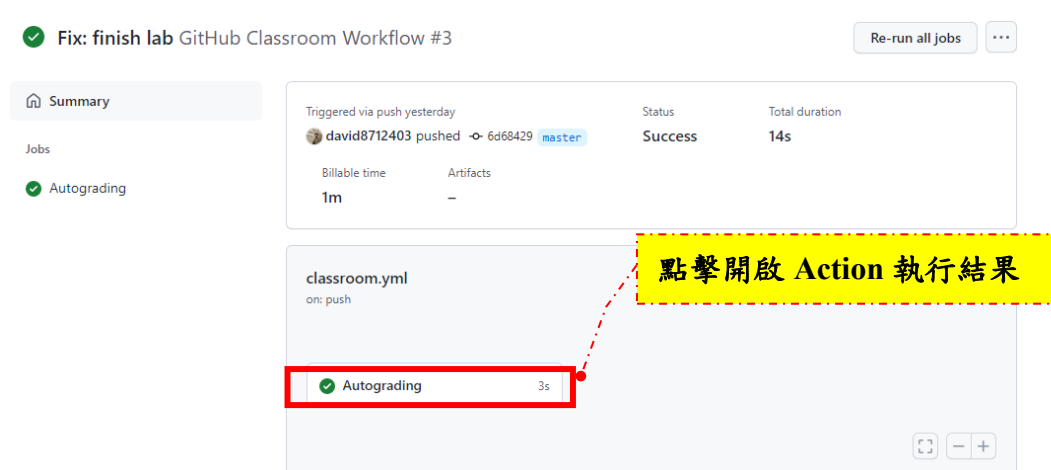 Fix: finish lab GitHub Classroom Workflow #3
Re-run all jobs
Summary
Jobs
Autograding
Triggered via push yesterday
david8712403 pushed 6d68429 master
Status
Success
Total duration
14s
Billable time
1m
Artifacts
–
classroom.yml
on: push
點擊開啟 Action 執行結果
Autograding 3s